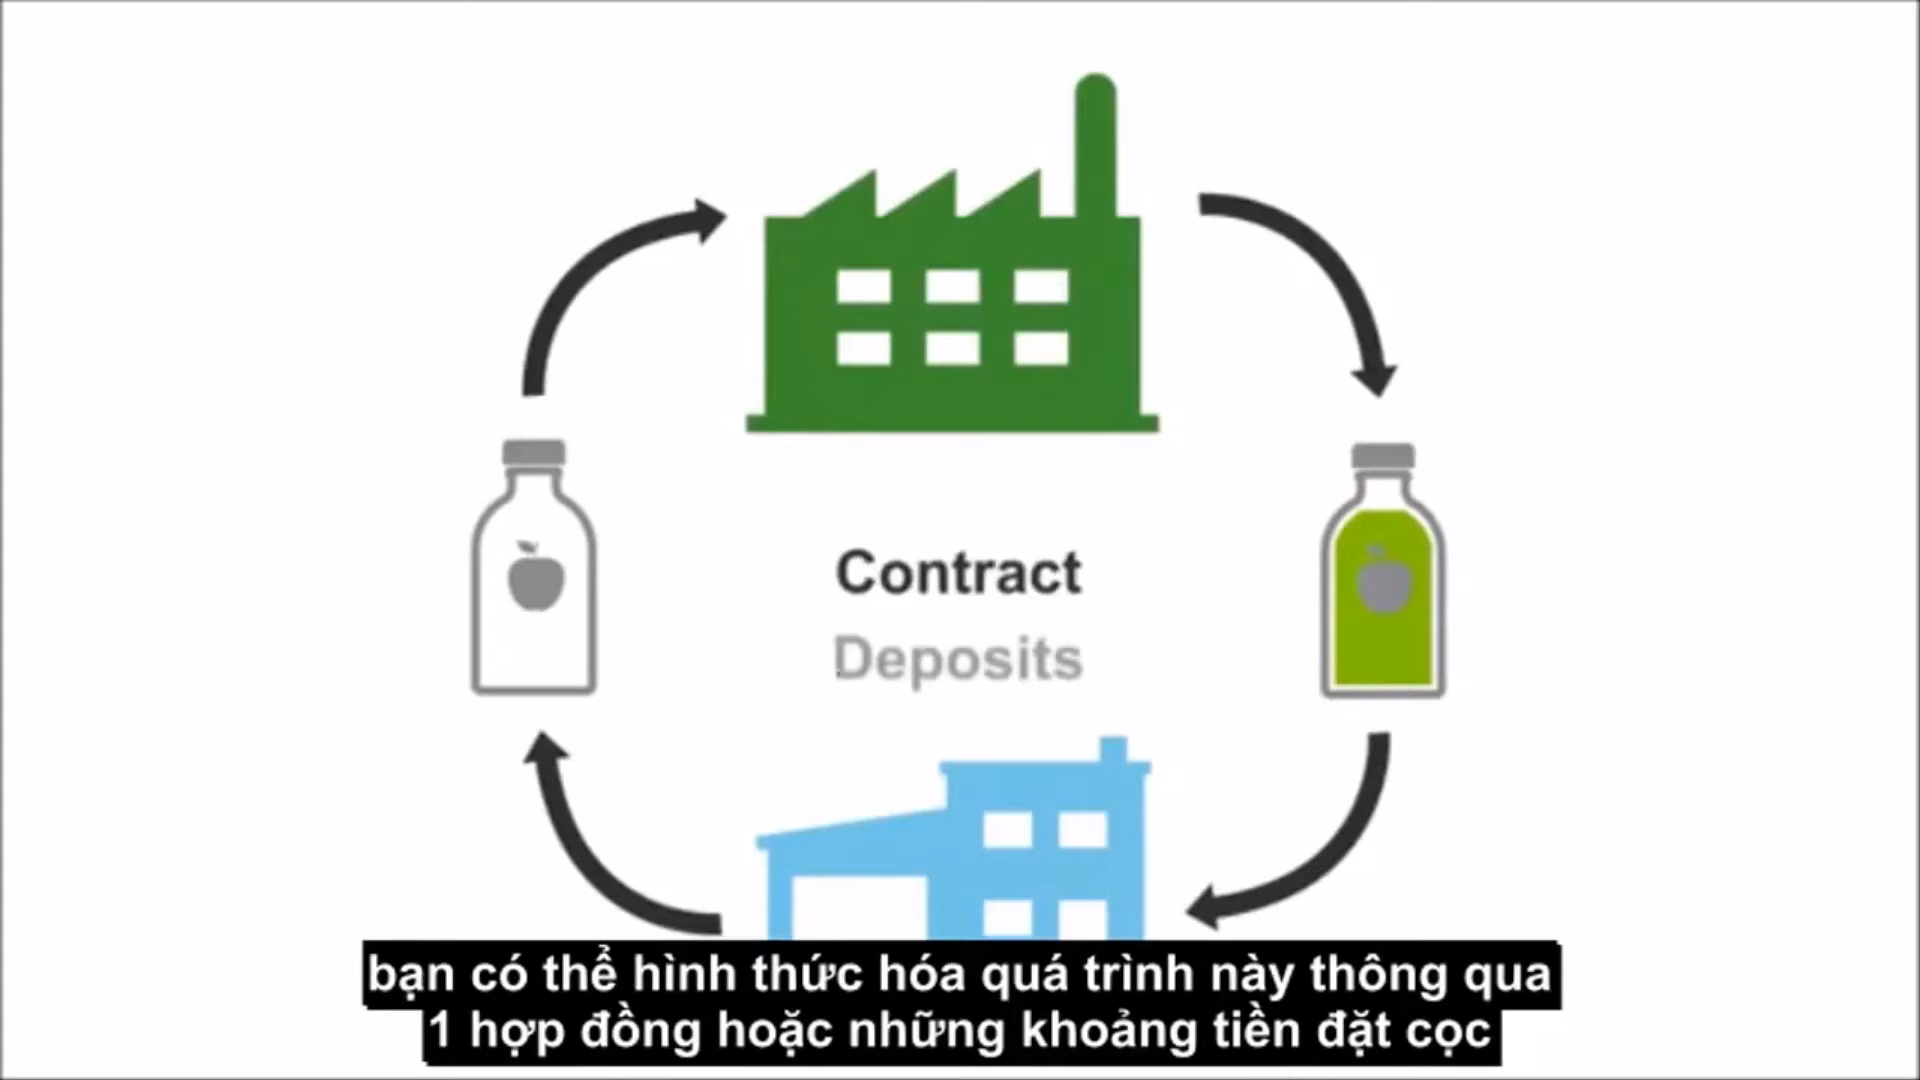 Contract
Deposits
bạn có thể hình thức hóa quá trình này thông qua
1 hợp đồng hoặc những khoảng tiền đặt cọc